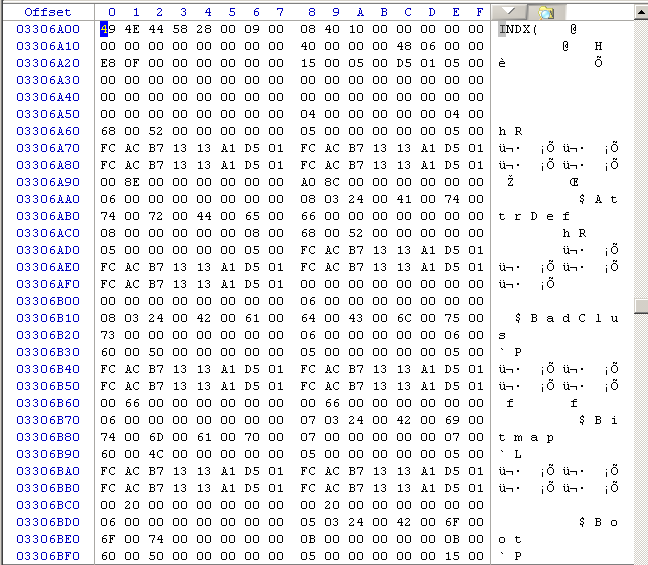 Offset 0 1 2 3 4 5 6 7 8 9 A B C D E F
03306A00 49 4E 44 58 28 00 09 00 08 40 10 00 00 00 00 00 INDX( @
03306A10 00 00 00 00 00 00 00 00 40 00 00 00 48 06 00 00 @ H
03306A20 E8 0F 00 00 00 00 00 00 15 00 05 00 D5 01 05 00 è Õ
03306A30 00 00 00 00 00 00 00 00 00 00 00 00 00 00 00 00
03306A40 00 00 00 00 00 00 00 00 00 00 00 00 00 00 00 00
03306A50 00 00 00 00 00 00 00 00 04 00 00 00 00 00 04 00
03306A60 68 00 52 00 00 00 00 00 05 00 00 00 00 00 05 00 h R
03306A70 FC AC B7 13 13 A1 D5 01 FC AC B7 13 13 A1 D5 01 ü¬· ¡Õ ü¬· ¡Õ
03306A80 FC AC B7 13 13 A1 D5 01 FC AC B7 13 13 A1 D5 01 ü¬· ¡Õ ü¬· ¡Õ
03306A90 00 8E 00 00 00 00 00 00 A0 8C 00 00 00 00 00 00 Ž Œ
03306AA0 06 00 00 00 00 00 00 00 08 03 24 00 41 00 74 00 $ A t
03306AB0 74 00 72 00 44 00 65 00 66 00 00 00 00 00 00 00 t r D e f
03306AC0 08 00 00 00 00 00 08 00 68 00 52 00 00 00 00 00 h R
03306AD0 05 00 00 00 00 00 05 00 FC AC B7 13 13 A1 D5 01 ü¬· ¡Õ
03306AE0 FC AC B7 13 13 A1 D5 01 FC AC B7 13 13 A1 D5 01 ü¬· ¡Õ ü¬· ¡Õ
03306AF0 FC AC B7 13 13 A1 D5 01 00 00 00 00 00 00 00 00 ü¬· ¡Õ
03306B00 00 00 00 00 00 00 00 00 06 00 00 00 00 00 00 00
03306B10 08 03 24 00 42 00 61 00 64 00 43 00 6C 00 75 00 $ B a d C l u
03306B20 73 00 00 00 00 00 00 00 06 00 00 00 00 00 06 00 s
03306B30 60 00 50 00 00 00 00 00 05 00 00 00 00 00 05 00 ` P
03306B40 FC AC B7 13 13 A1 D5 01 FC AC B7 13 13 A1 D5 01 ü¬· ¡Õ ü¬· ¡Õ
03306B50 FC AC B7 13 13 A1 D5 01 FC AC B7 13 13 A1 D5 01 ü¬· ¡Õ ü¬· ¡Õ
03306B60 00 66 00 00 00 00 00 00 00 66 00 00 00 00 00 00 f f
03306B70 06 00 00 00 00 00 00 00 07 03 24 00 42 00 69 00 $ B i
03306B80 74 00 6D 00 61 00 70 00 07 00 00 00 00 00 07 00 t m a p
03306B90 60 00 4C 00 00 00 00 00 05 00 00 00 00 00 05 00 ` L
03306BA0 FC AC B7 13 13 A1 D5 01 FC AC B7 13 13 A1 D5 01 ü¬· ¡Õ ü¬· ¡Õ
03306BB0 FC AC B7 13 13 A1 D5 01 FC AC B7 13 13 A1 D5 01 ü¬· ¡Õ ü¬· ¡Õ
03306BC0 00 20 00 00 00 00 00 00 00 20 00 00 00 00 00 00
03306BD0 06 00 00 00 00 00 00 00 05 03 24 00 42 00 6F 00 $ B o
03306BE0 6F 00 74 00 00 00 00 00 0B 00 00 00 00 00 0B 00 o t
03306BF0 60 00 50 00 00 00 00 00 05 00 00 00 00 00 15 00 ` P